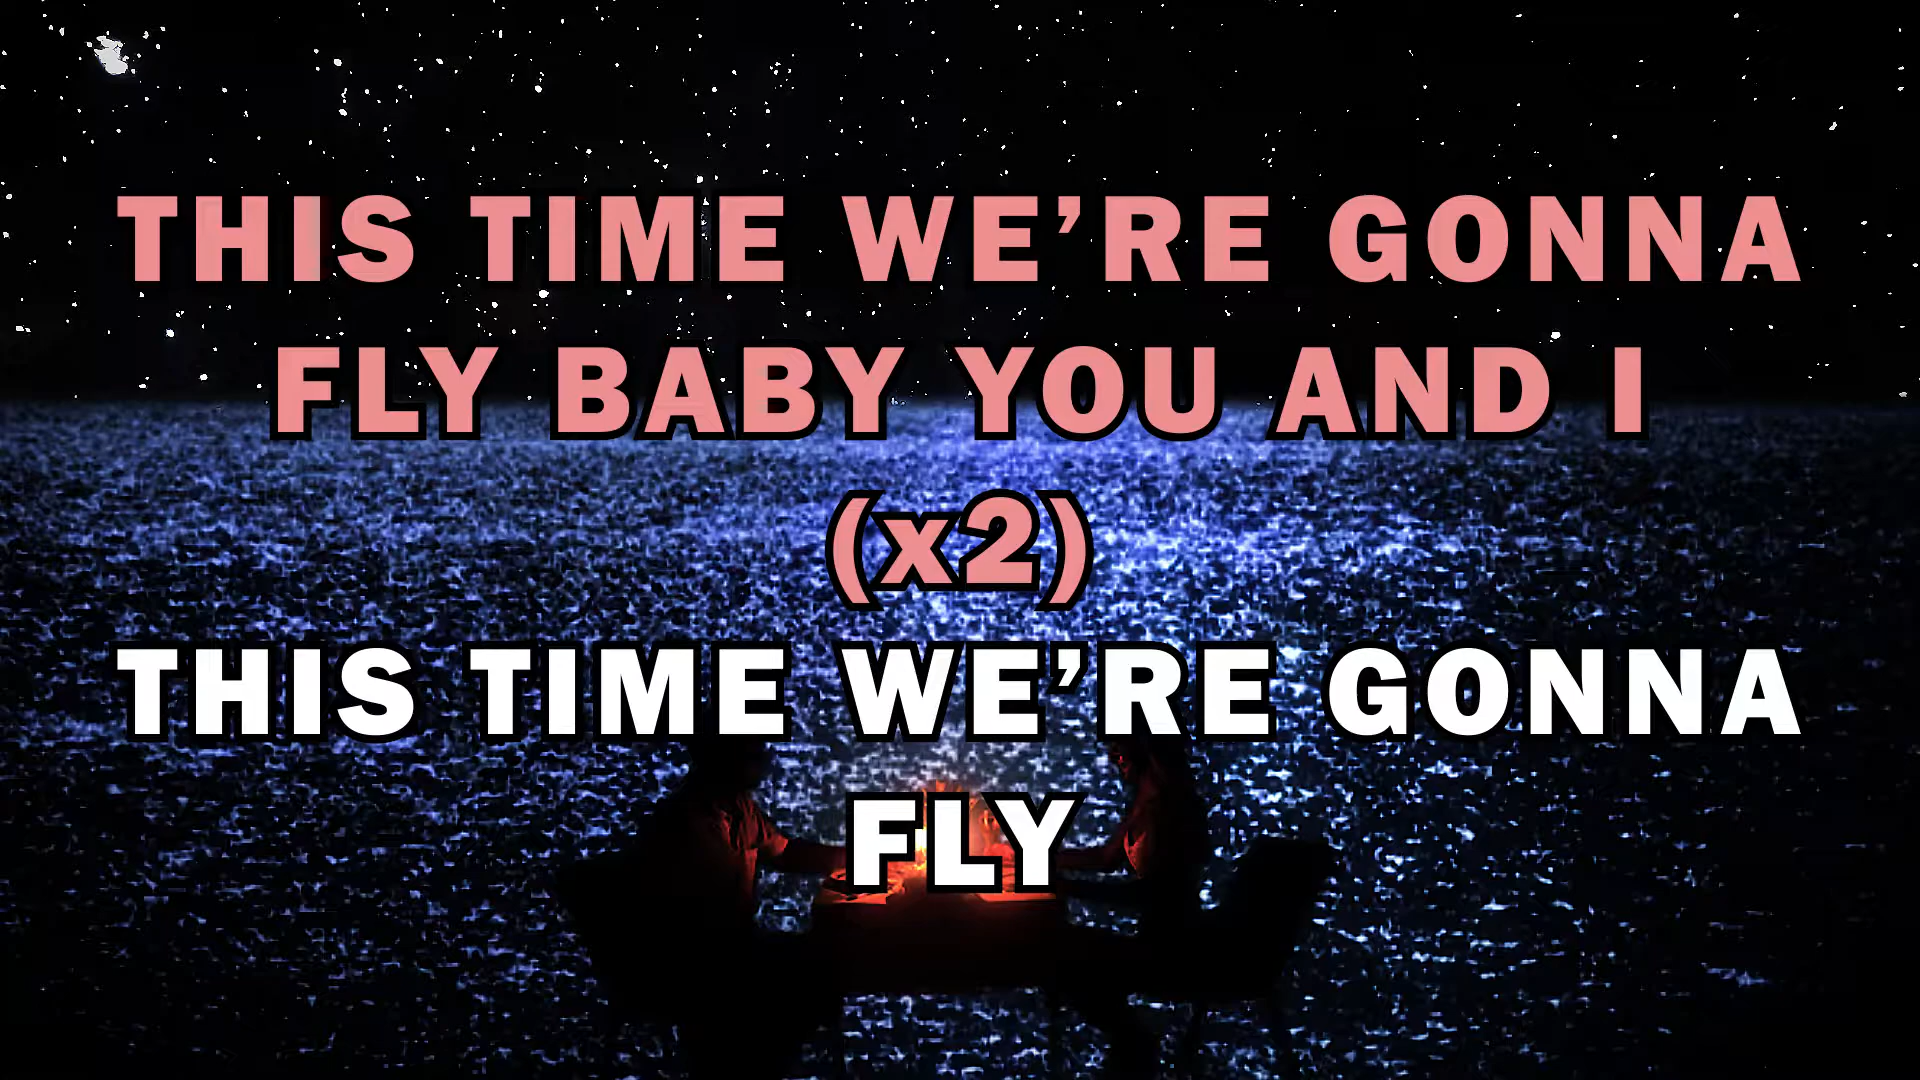 THIS TIME WE’RE GONNA
FLY BABY YOU AND I
(x2)
THIS TIME WE’RE GONNA
FLY